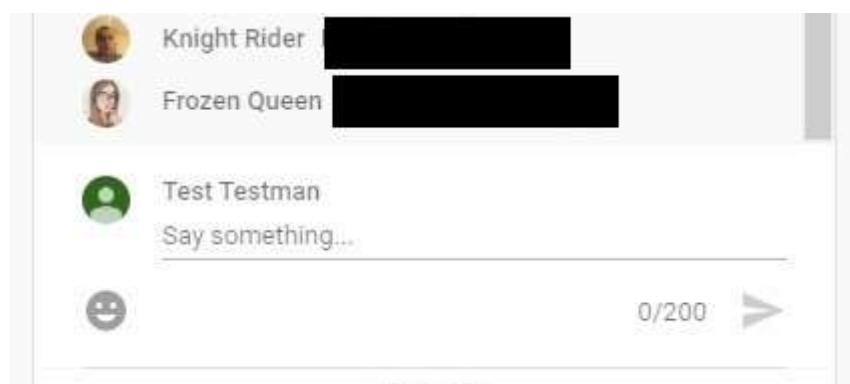 Knight Rider
Frozen Queen
Test Testman
Say something...
0/200